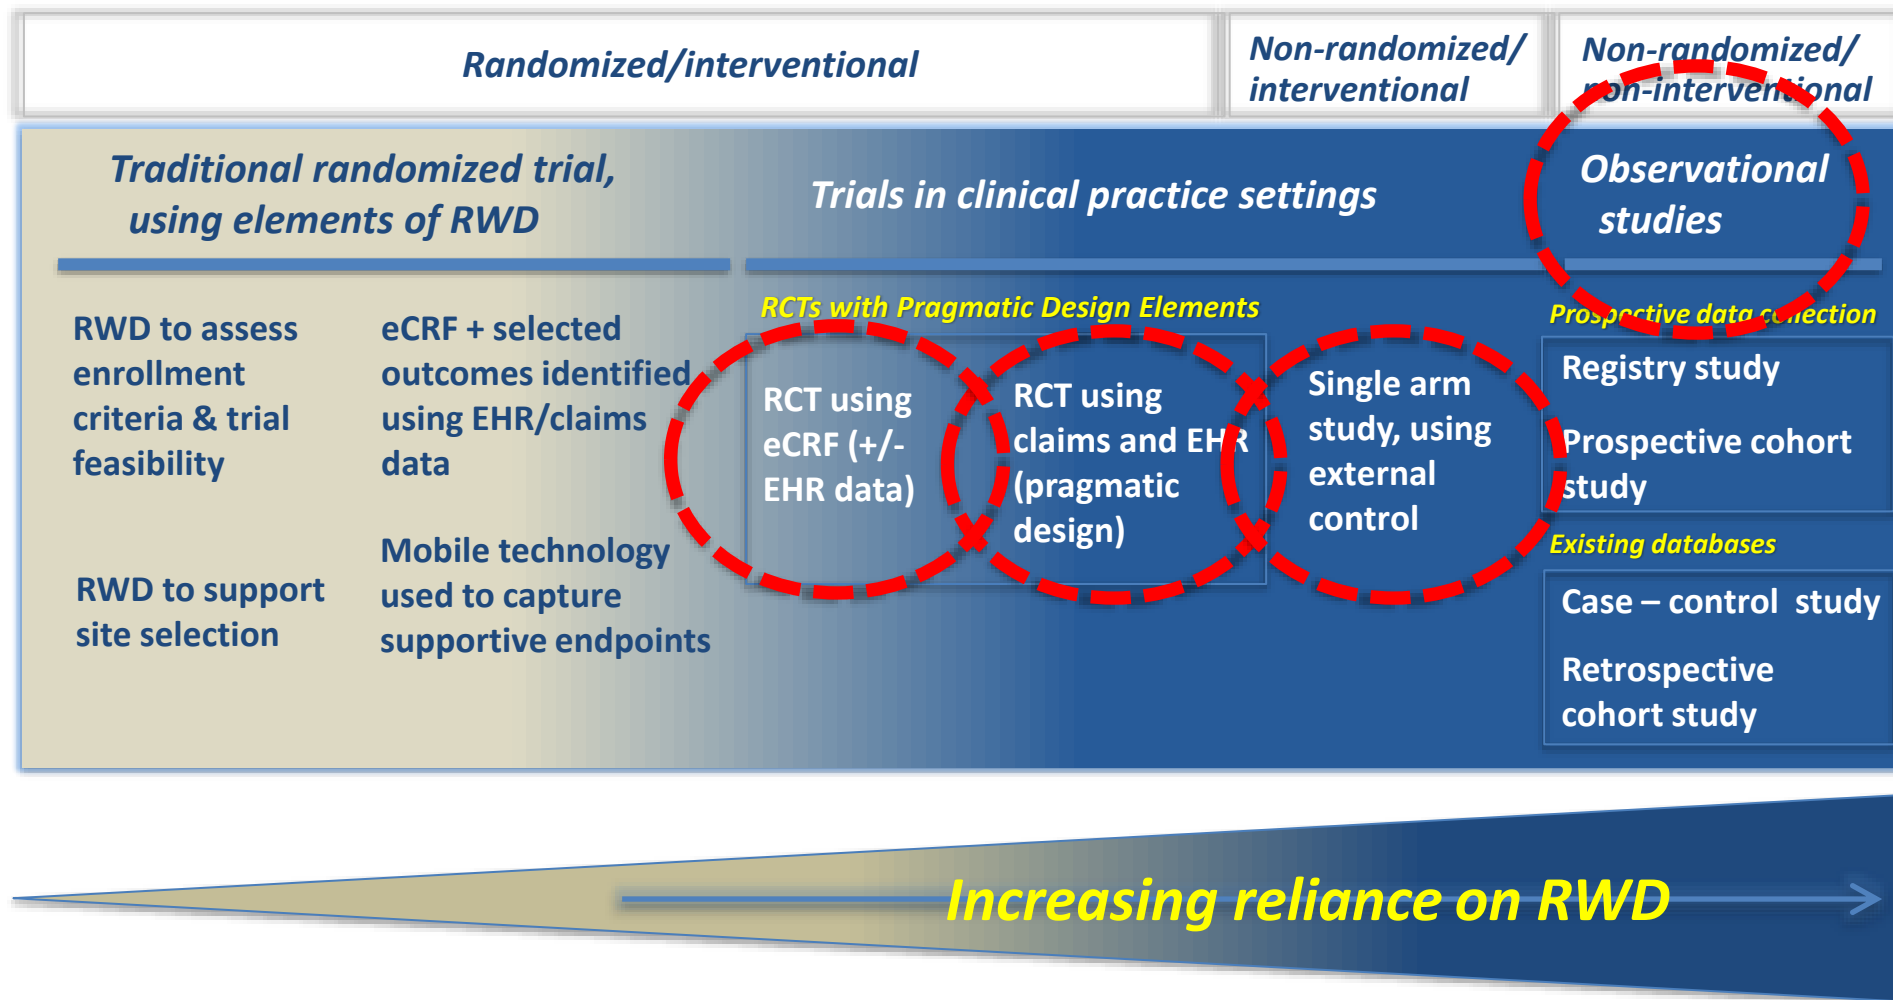 Randomized/interventional
Non-randomized/
interventional
Non-randomized/
non-interventional
Traditional randomized trial,
using elements of RWD
Trials in clinical practice settings
Observational
studies
RWD to assess
enrollment
criteria & trial
feasibility
RWD to support
site selection
eCRF + selected
outcomes identified
using EHR/claims
data
Mobile technology
used to capture
supportive endpoints
RCTs with Pragmatic Design Elements
RCT using
eCRF (+/-
EHR data)
RCT using
claims and EHR
(pragmatic
design)
Single arm
study, using
external
control
Prospective data collection
Registry study
Prospective cohort
study
Existing databases
Case – control study
Retrospective
cohort study
Increasing reliance on RWD